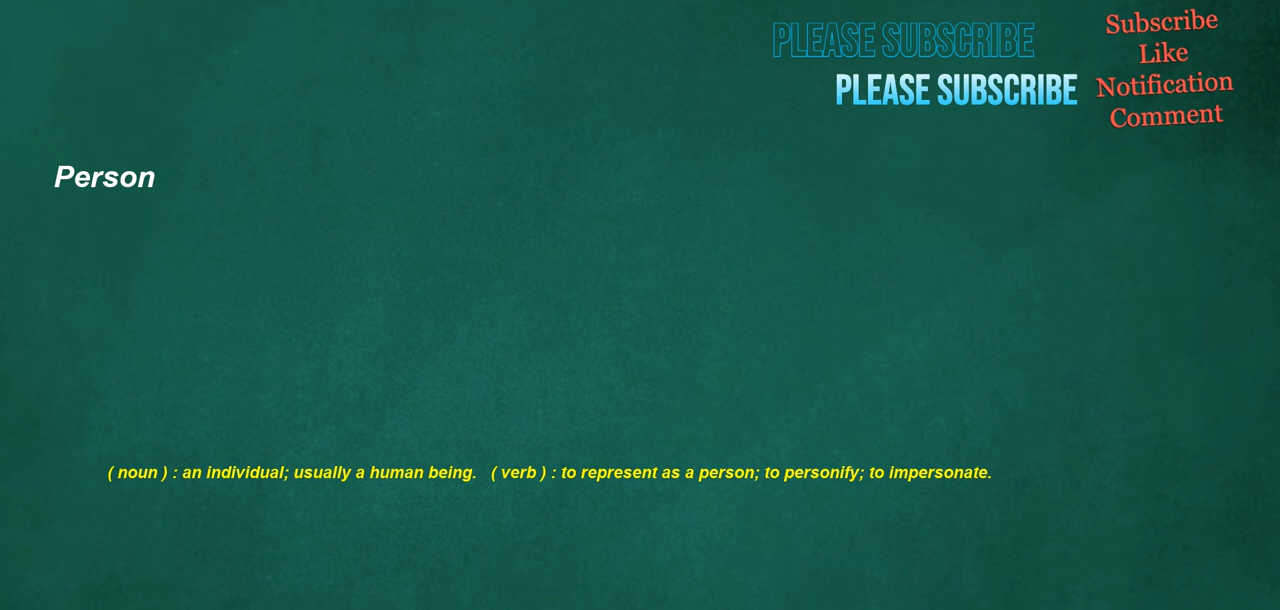 PLEASE SUBSCRIBE
PLEASE SUBSCRIBE
Subscribe
Like
Notification
Comment
Person
( noun ) : an individual; usually a human being.   ( verb ) : to represent as a person; to personify; to impersonate.